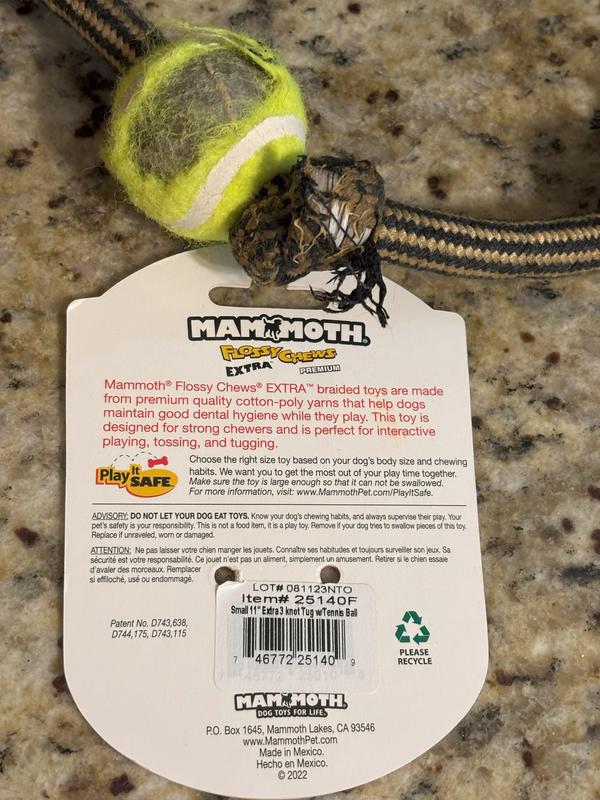 MAMMOTH®
FLOSSY CHEWS
EXTRA™ PREMIUM
Mammoth® Flossy Chews® EXTRA™ braided toys are made
from premium quality cotton-poly yarns that help dogs
maintain good dental hygiene while they play. This toy is
designed for strong chewers and is perfect for interactive
playing, tossing, and tugging.
Play It SAFE
Choose the right size toy based on your dog's body size and chewing
habits. We want you to get the most out of your play time together.
Make sure the toy is large enough so that it can not be swallowed.
For more information, visit: www.MammothPet.com/PlayItSafe.
ADVISORY: DO NOT LET YOUR DOG EAT TOYS. Know your dog's chewing habits, and always supervise their play. Your
pet's safety is your responsibility. This is not a food item, it is a play toy. Remove if your dog tries to swallow pieces of this toy.
Replace if unraveled, worn or damaged.
ATTENTION: Ne pas laisser votre chien manger les jouets. Connaître ses habitudes et toujours surveiller son jeu. Sa
sécurité est votre responsabilité. Ce jouet n'est pas un aliment, simplement un amusement. Retirer si le chien essaie
d'avaler des morceaux. Remplacer
si effiloché, usé ou endommagé.
LOT# 081123NTO
Item# 25140F
Small 11" Extra 3 knot Tug w/Tennis Ball
7 46772 25140 9
Patent No. D743,638,
D744,175, D743,115
PLEASE
RECYCLE
MAMMOTH®
DOG TOYS FOR LIFE.
P.O. Box 1645, Mammoth Lakes, CA 93546
www.MammothPet.com
Made in Mexico.
Hecho en Mexico.
© 2022